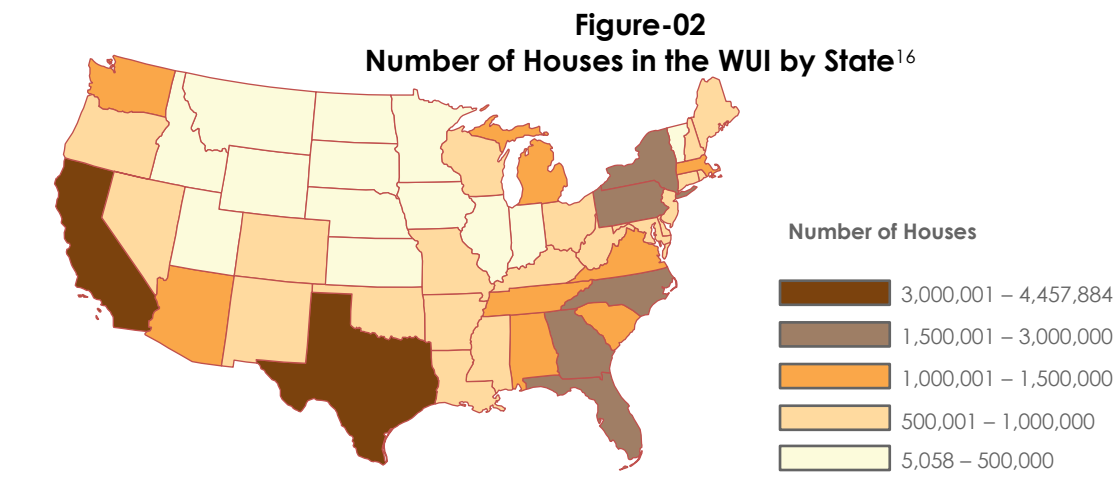 Figure-02
Number of Houses in the WUI by State16
Number of Houses
3,000,001 – 4,457,884
1,500,001 – 3,000,000
1,000,001 – 1,500,000
500,001 – 1,000,000
5,058 – 500,000